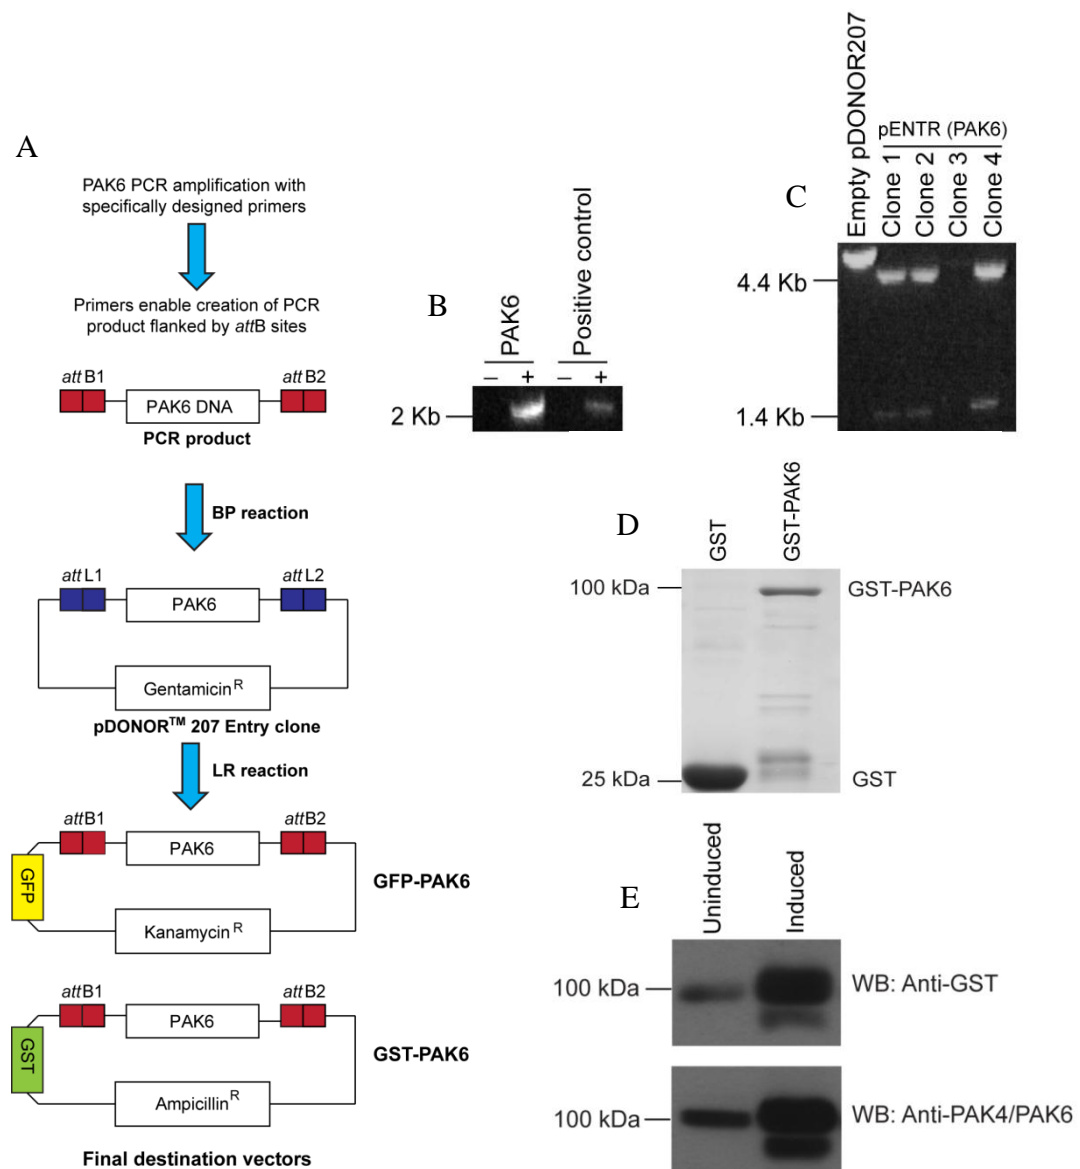 A
PAK6 PCR amplification with
specifically designed primers
Primers enable creation of PCR
product flanked by attB sites
attB1
attB2
PAK6 DNA
PCR product
BP reaction
attL1
attL2
PAK6
Gentamicin R
pDONOR™ 207 Entry clone
LR reaction
attB1
attB2
PAK6
GFP
Kanamycin R
GFP-PAK6
attB1
attB2
PAK6
GST
Ampicillin R
GST-PAK6
Final destination vectors
B
PAK6
Positive control
– + – +
2 Kb
C
Empty pDONOR207
pENTR (PAK6)
Clone 1
Clone 2
Clone 3
Clone 4
4.4 Kb
1.4 Kb
D
GST
GST-PAK6
100 kDa
GST-PAK6
25 kDa
GST
E
Uninduced
Induced
100 kDa
WB: Anti-GST
100 kDa
WB: Anti-PAK4/PAK6